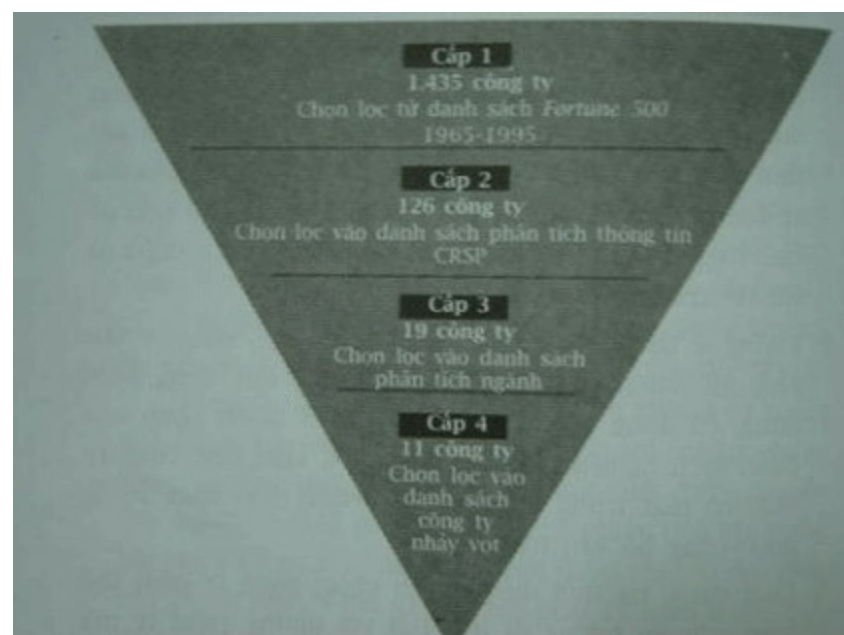 Cấp 1
1.435 công ty
Chọn lọc từ danh sách Fortune 500
1965-1995
Cấp 2
126 công ty
Chọn lọc vào danh sách phân tích thông tin
CRSP
Cấp 3
19 công ty
Chọn lọc vào danh sách
phân tích ngành
Cấp 4
11 công ty
Chọn lọc vào
danh sách
công ty
nhảy vọt